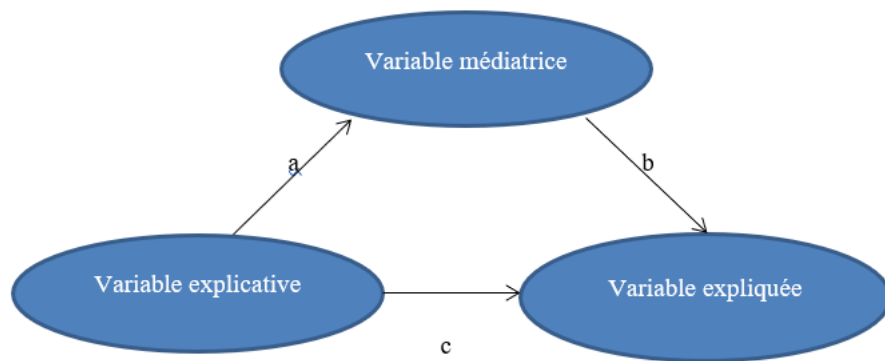 Variable médiatrice
a
b
Variable explicative
Variable expliquée
c